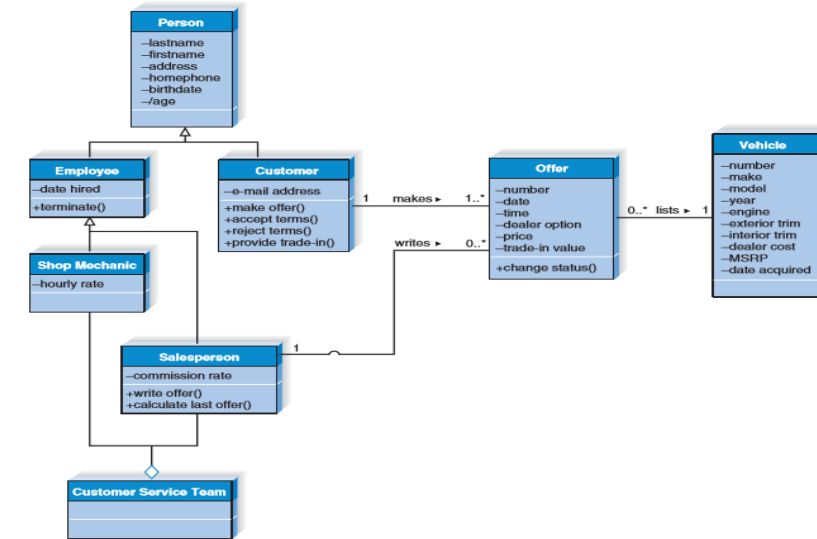 Person
–lastname
–firstname
–address
–homephone
–birthdate
–/age
Employee
–date hired
+terminate()
Customer
–e-mail address
+make offer()
+accept terms()
+reject terms()
+provide trade-in()
1 makes ► 1..*
writes ► 0..*
Offer
–number
–date
–time
–dealer option
–price
–trade-in value
+change status()
0..* lists ► 1
Vehicle
–number
–make
–model
–year
–engine
–exterior trim
–interior trim
–dealer cost
–MSRP
–date acquired
Shop Mechanic
–hourly rate
Salesperson
–commission rate
+write offer()
+calculate last offer()
1
Customer Service Team